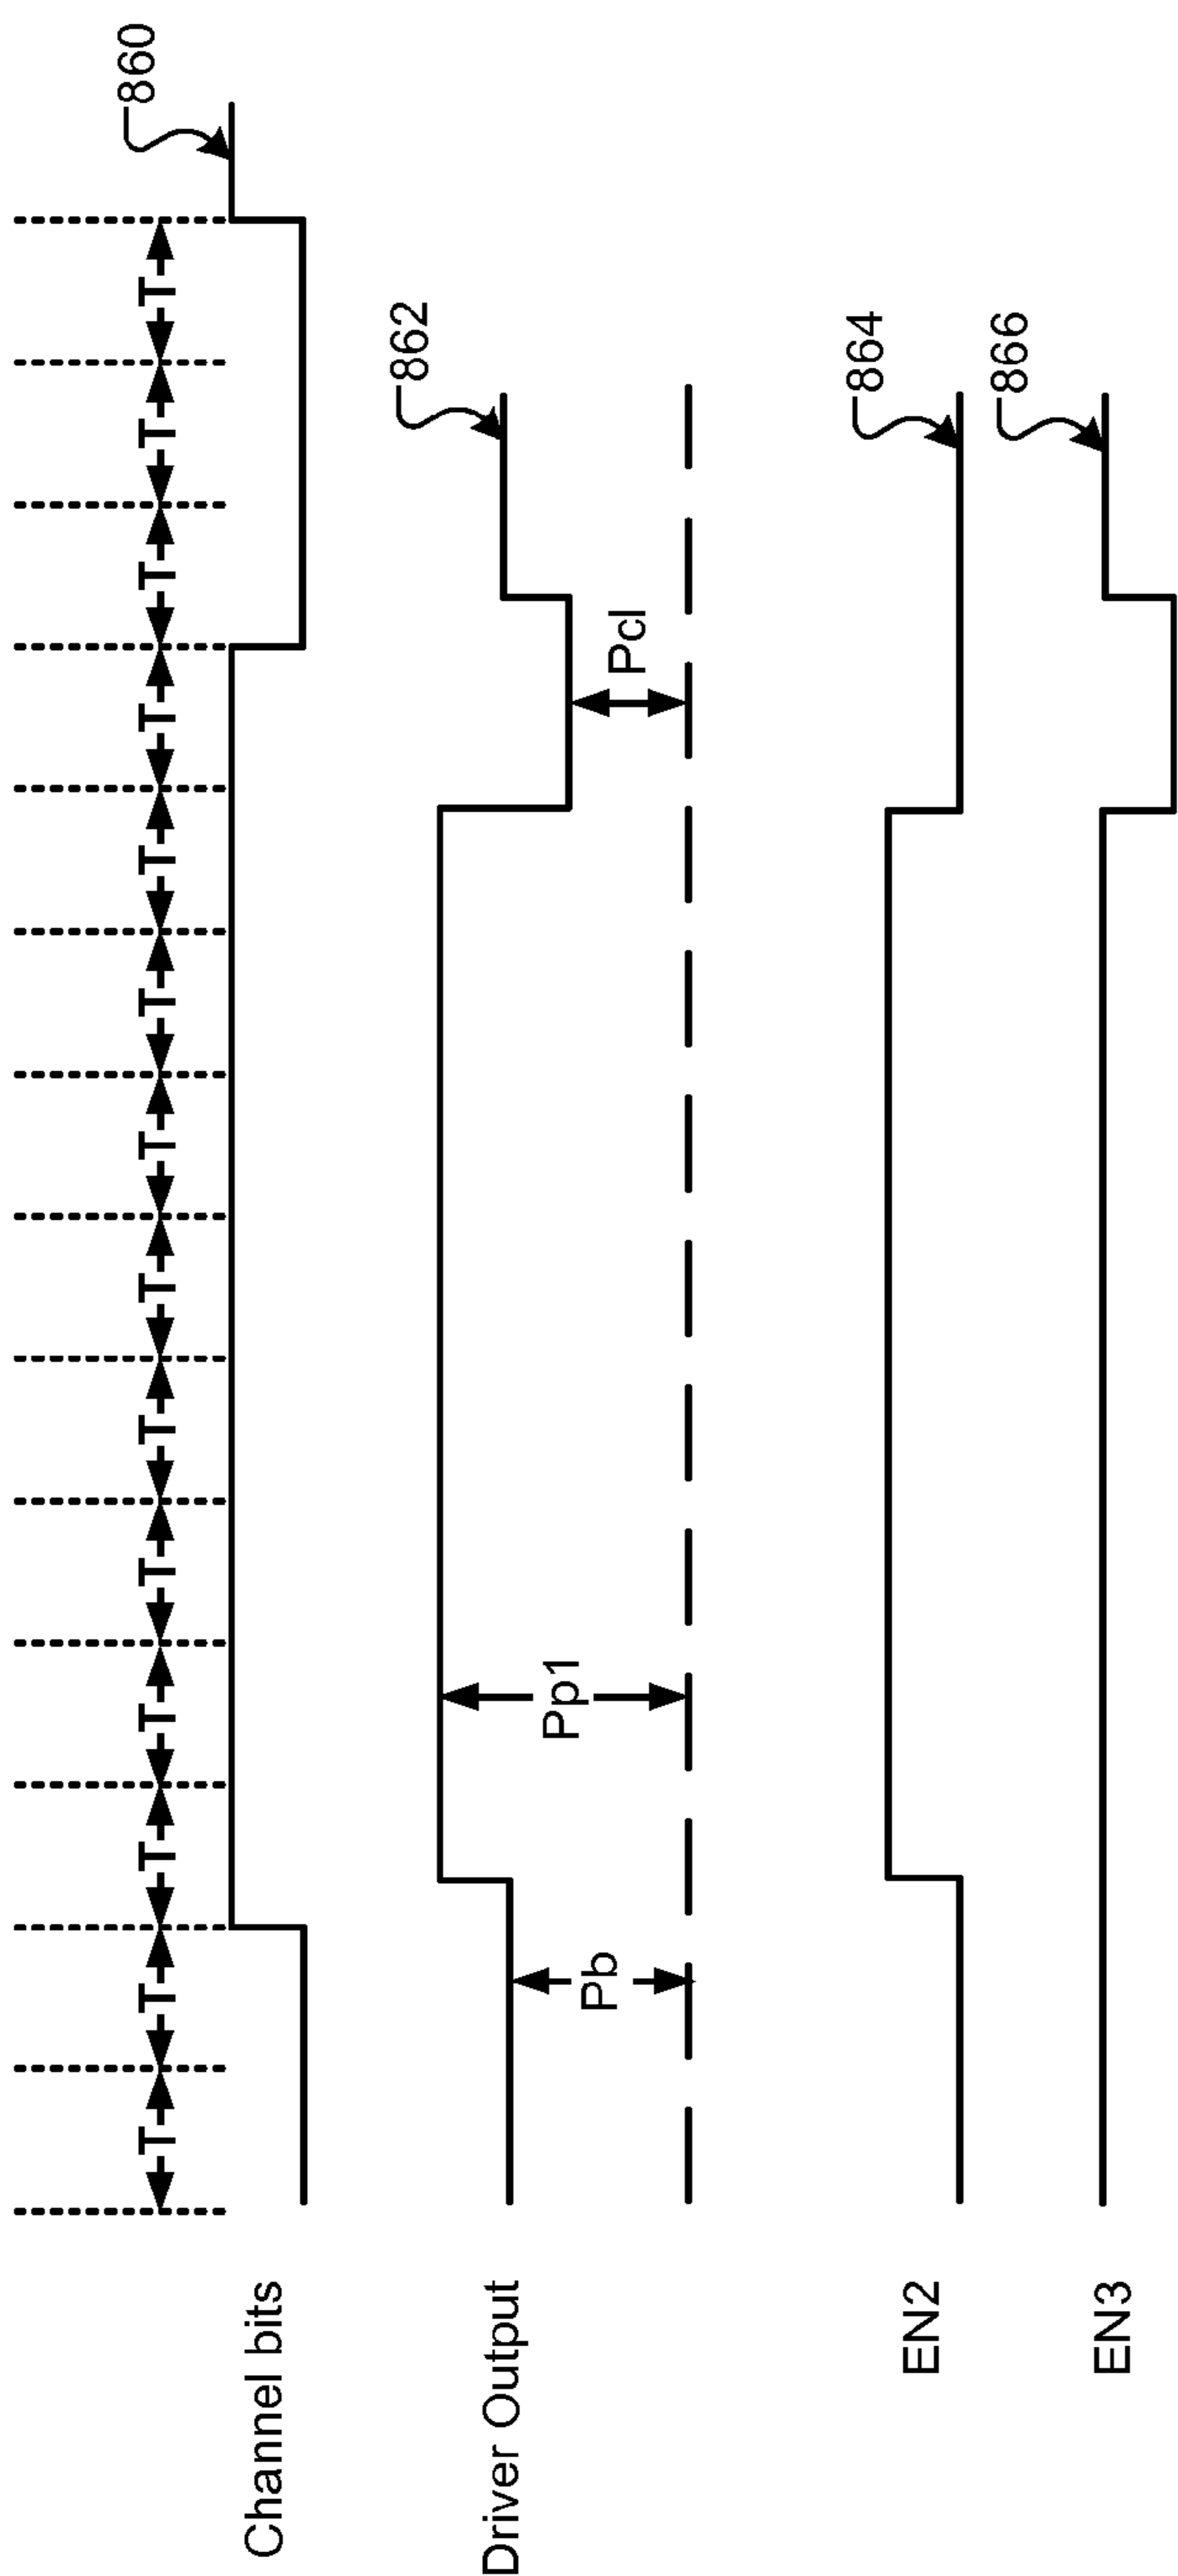 860
T T T T T T T T T T T T T T
Channel bits
862
Driver Output
Pb
Pp1
Pcl
864
EN2
866
EN3